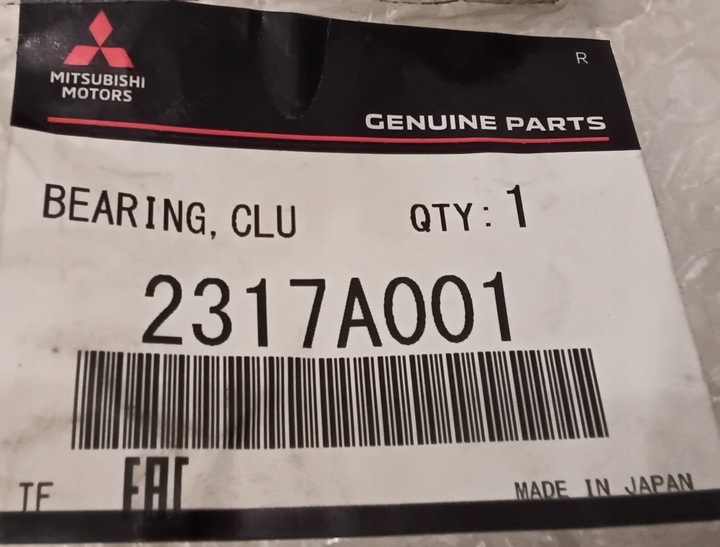 R
MITSUBISHI
MOTORS
GENUINE PARTS
BEARING, CLU QTY: 1
2317A001
TF EAC MADE IN JAPAN